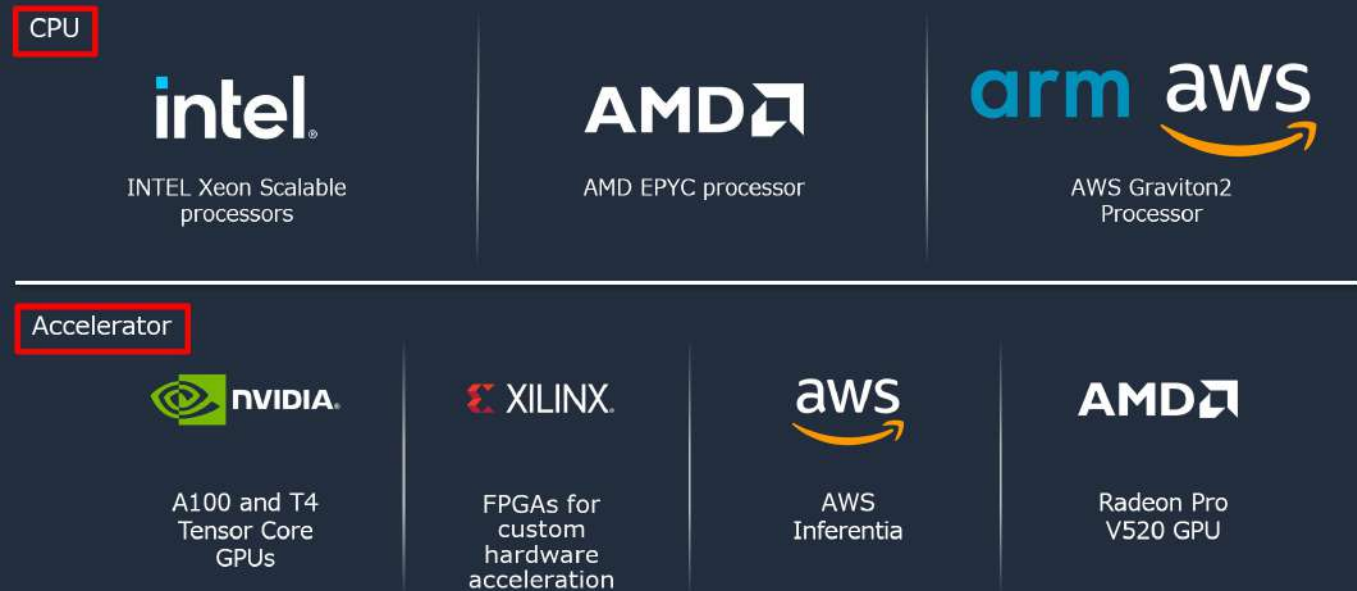 CPU
intel.
INTEL Xeon Scalable
processors
AMD
AMD EPYC processor
arm aws
AWS Graviton2
Processor
Accelerator
NVIDIA.
A100 and T4
Tensor Core
GPUs
XILINX.
FPGAs for
custom
hardware
acceleration
aws
AWS
Inferentia
AMD
Radeon Pro
V520 GPU